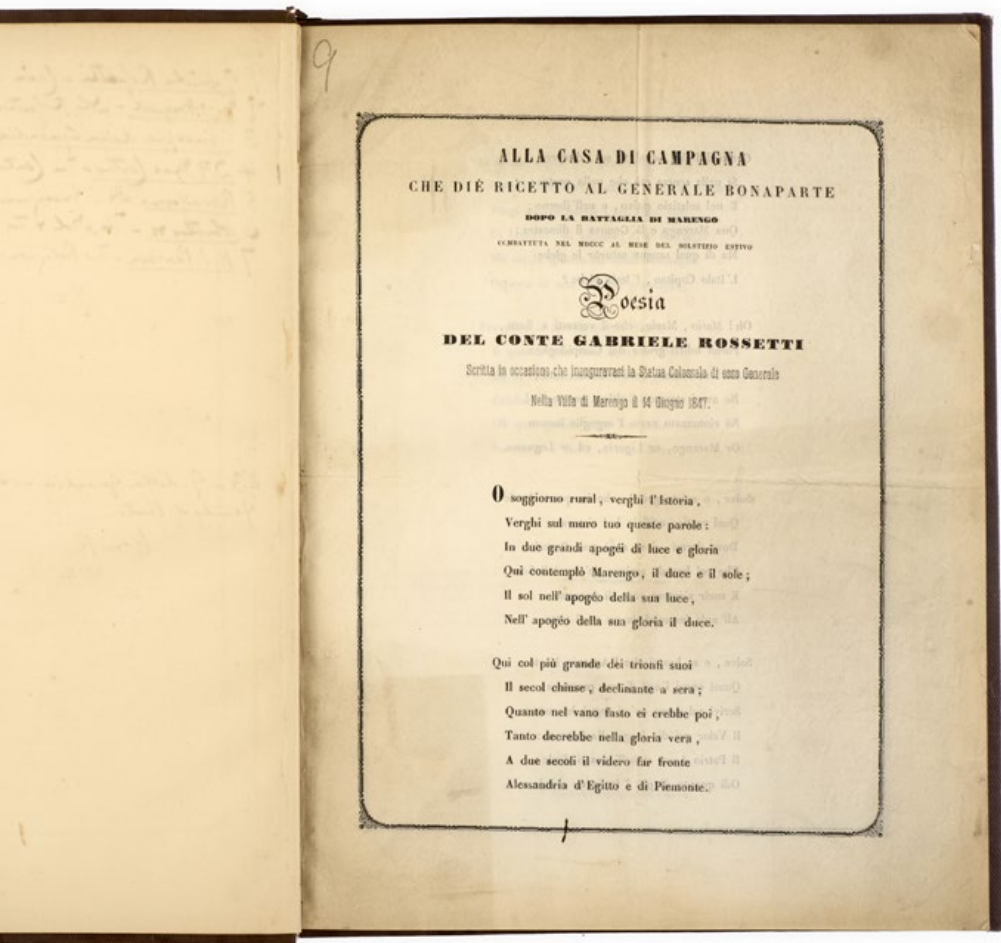 9
ALLA CASA DI CAMPAGNA
CHE DIÉ RICETTO AL GENERALE BONAPARTE
DOPO LA BATTAGLIA DI MARENGO
COMBATTUTA NEL MDCCC AL MESE DEL SOLSTIZIO ESTIVO
Poesia
DEL CONTE GABRIELE ROSSETTI
Scritta in occasione che inauguravasi la Statua Colossale di esso Generale
Nella Villa di Marengo il 14 Giugno 1847.
O soggiorno rural, verghi l'Istoria,
Verghi sul muro tuo queste parole:
In due grandi apogéi di luce e gloria
Qui contemplò Marengo, il duce e il sole;
Il sol nell' apogéo della sua luce,
Nell' apogéo della sua gloria il duce.
Qui col più grande dei trionfi suoi
Il secol chiuse, declinante a sera;
Quanto nel vano fasto ei crebbe poi,
Tanto decrebbe nella gloria vera,
A due secoli il videro far fronte
Alessandria d'Egitto e di Piemonte.